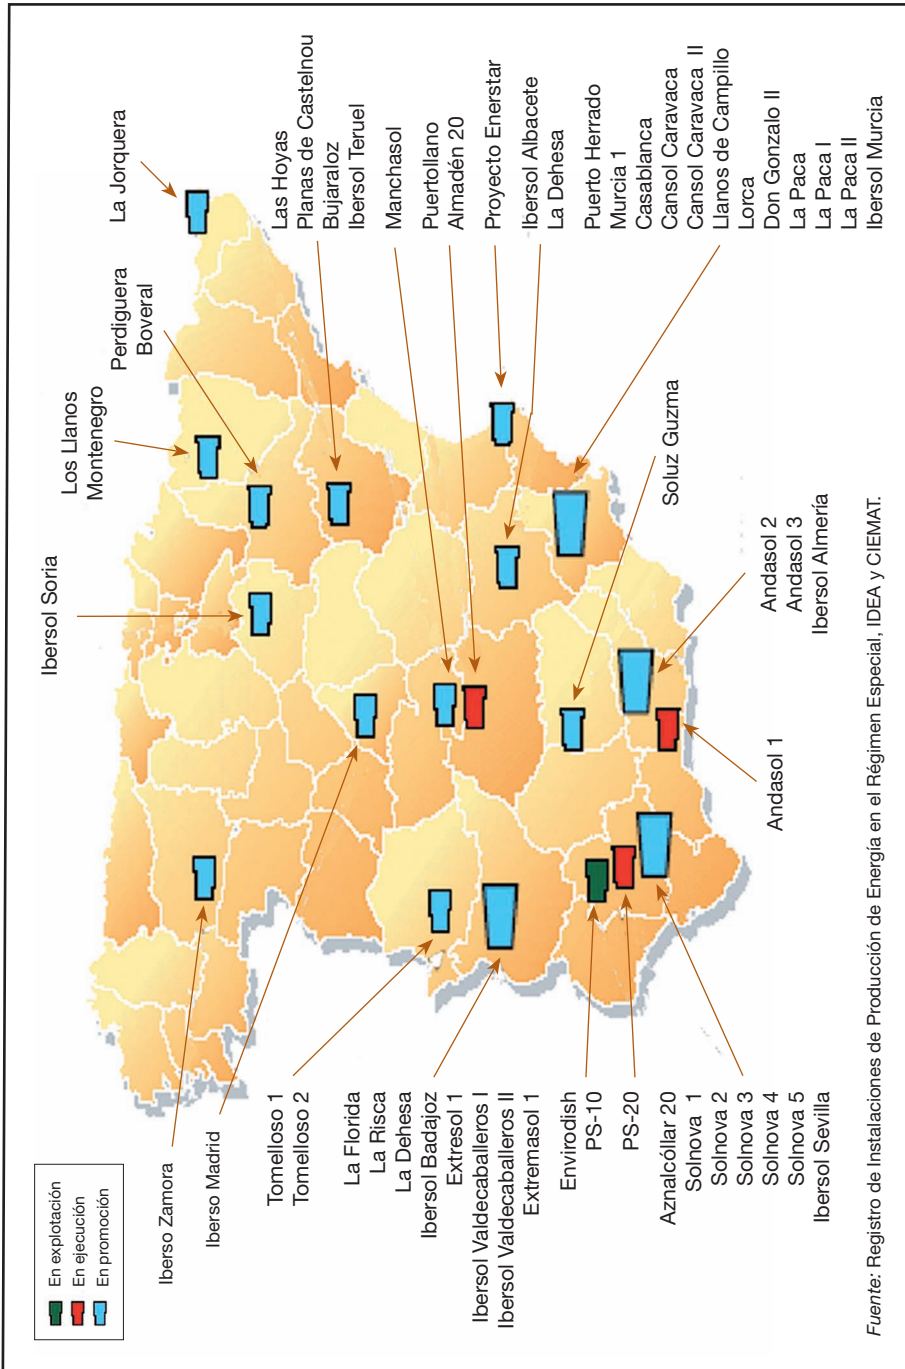 En explotación
En ejecución
En promoción
Iberso Zamora
Iberso Madrid
Tomelloso 1
Tomelloso 2
La Florida
La Risca
La Dehesa
Ibersol Badajoz
Extresol 1
Ibersol Valdecaballeros I
Ibersol Valdecaballeros II
Extremasol 1
Envirodish
PS-10
PS-20
Aznalcóllar 20
Solnova 1
Solnova 2
Solnova 3
Solnova 4
Solnova 5
Ibersol Sevilla
Ibersol Soria
Los Llanos
Montenegro
Perdiguera
Boveral
La Jorquera
Las Hoyas
Planas de Castelnou
Bujaraloz
Ibersol Teruel
Manchasol
Puertollano
Almadén 20
Proyecto Enerstar
Ibersol Albacete
La Dehesa
Puerto Herrado
Murcia 1
Casablanca
Cansol Caravaca
Cansol Caravaca II
Llanos de Campillo
Lorca
Don Gonzalo II
La Paca
La Paca I
La Paca II
Ibersol Murcia
Soluz Guzma
Andasol 2
Andasol 3
Ibersol Almería
Andasol 1
Fuente: Registro de Instalaciones de Producción de Energía en el Régimen Especial, IDEA y CIEMAT.